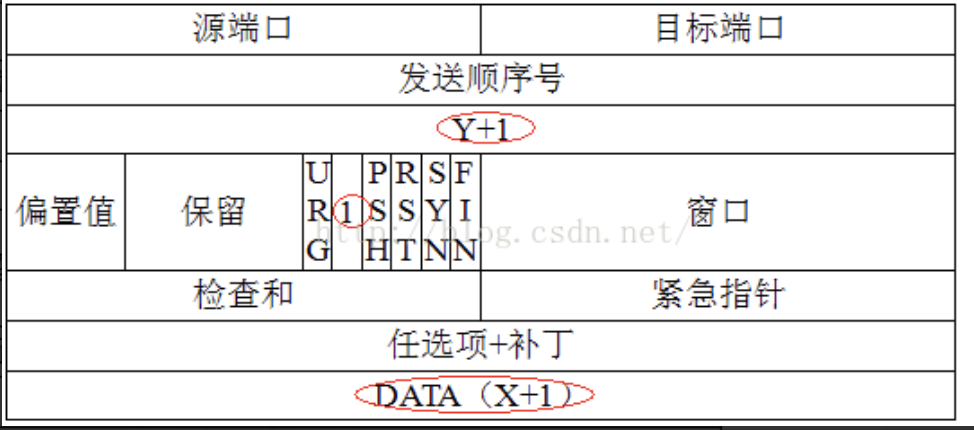 源端口 目标端口
发送顺序号
Y+1
偏置值 保留 URG 1 PSH RST SYN FIN 窗口
http://blog.csdn.net/
检查和 紧急指针
任选项+补丁
DATA（X+1）